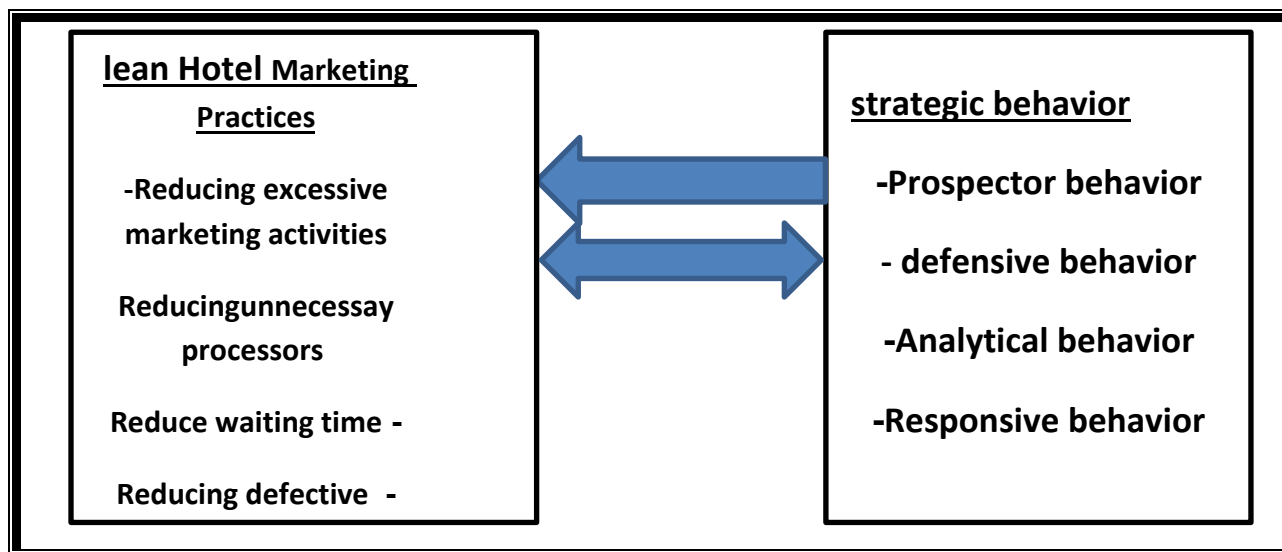 lean Hotel Marketing
Practices
-Reducing excessive
marketing activities
Reducingunnecessay
processors
Reduce waiting time -
Reducing defective -
strategic behavior
-Prospector behavior
- defensive behavior
-Analytical behavior
-Responsive behavior